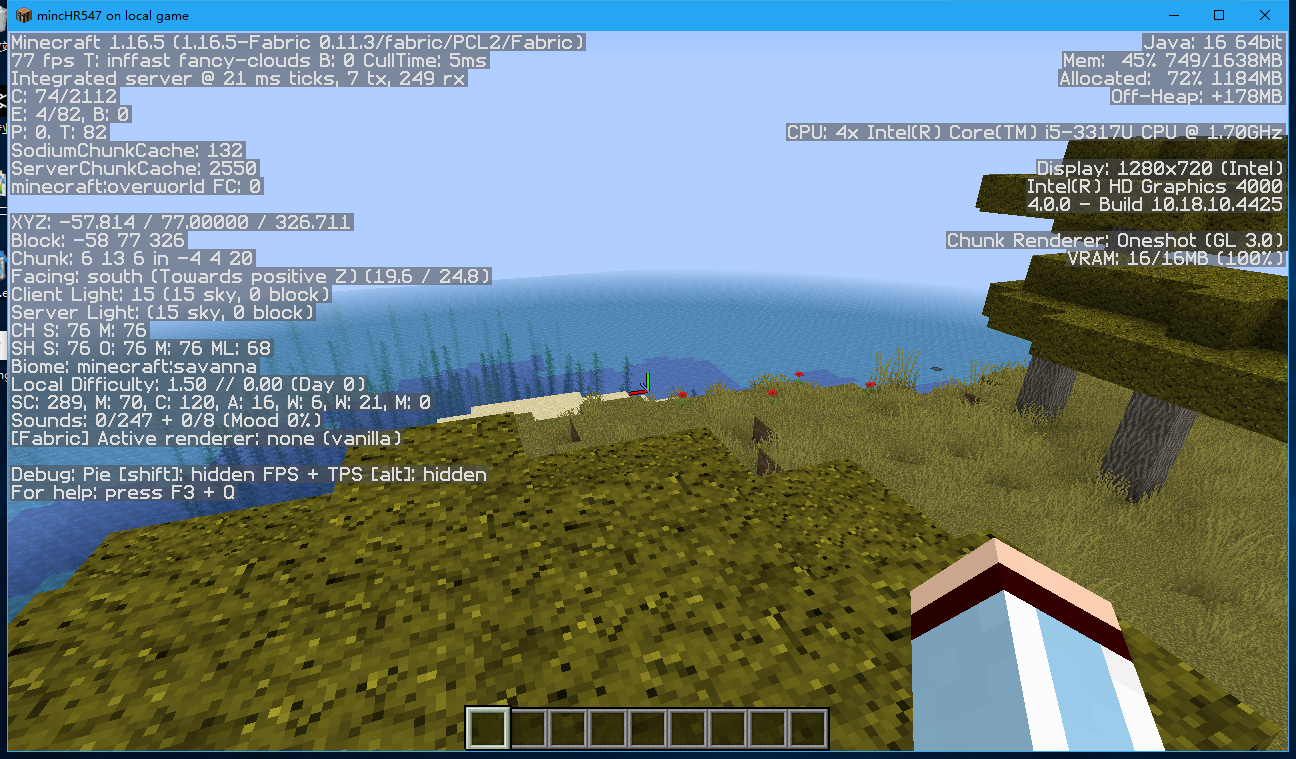 mincHR547 on local game
Minecraft 1.16.5 (1.16.5-Fabric 0.11.3/fabric/PCL2/Fabric)
77 fps T: inffast fancy-clouds B: 0 CullTime: 5ms
Integrated server @ 21 ms ticks, 7 tx, 249 rx
C: 74/2112
E: 4/82, B: 0
P: 0. T: 82
SodiumChunkCache: 132
ServerChunkCache: 2550
minecraft:overworld FC: 0
XYZ: -57.814 / 77.00000 / 326.711
Block: -58 77 326
Chunk: 6 13 6 in -4 4 20
Facing: south (Towards positive Z) (19.6 / 24.8)
Client Light: 15 (15 sky, 0 block)
Server Light: (15 sky, 0 block)
CH S: 76 M: 76
SH S: 76 O: 76 M: 76 ML: 68
Biome: minecraft:savanna
Local Difficulty: 1.50 // 0.00 (Day 0)
SC: 289, M: 70, C: 120, A: 16, W: 6, W: 21, M: 0
Sounds: 0/247 + 0/8 (Mood 0%)
[Fabric] Active renderer: none (vanilla)
Debug: Pie [shift]: hidden FPS + TPS [alt]: hidden
For help: press F3 + Q
Java: 16 64bit
Mem: 45% 749/1638MB
Allocated: 72% 1184MB
Off-Heap: +178MB
CPU: 4x Intel(R) Core(TM) i5-3317U CPU @ 1.70GHz
Display: 1280x720 (Intel)
Intel(R) HD Graphics 4000
4.0.0 - Build 10.18.10.4425
Chunk Renderer: Oneshot (GL 3.0)
VRAM: 16/16MB (100%)